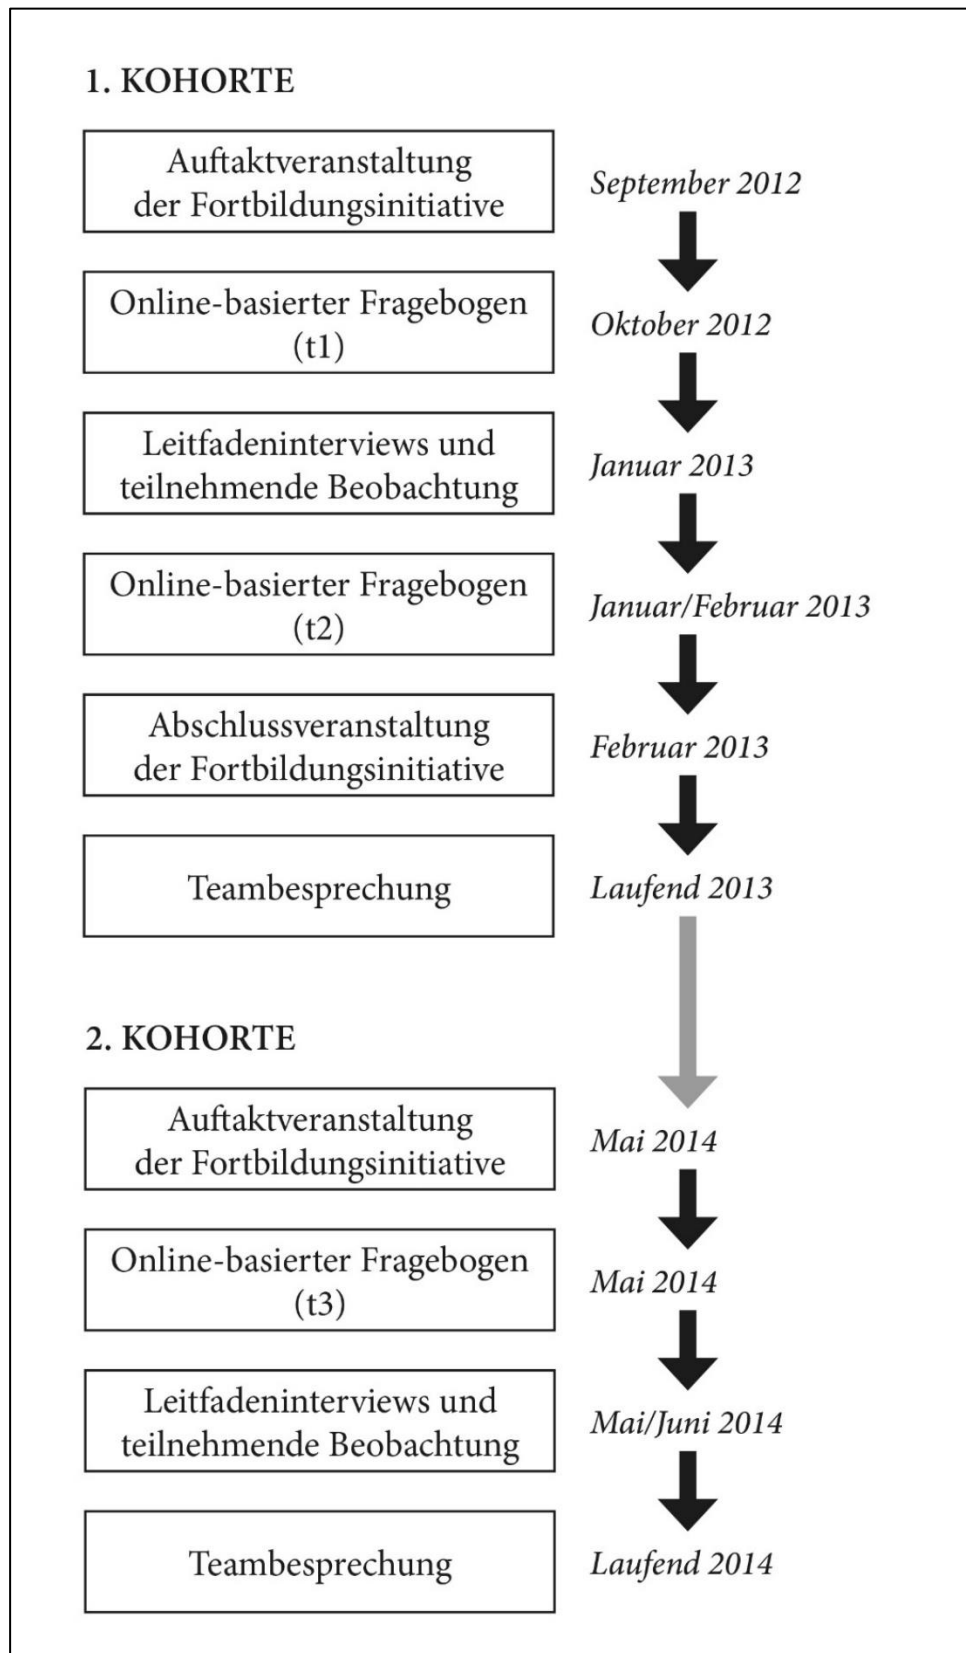 1. KOHORTE
Auftaktveranstaltung
der Fortbildungsinitiative
September 2012
Online-basierter Fragebogen
(t1)
Oktober 2012
Leitfadeninterviews und
teilnehmende Beobachtung
Januar 2013
Online-basierter Fragebogen
(t2)
Januar/Februar 2013
Abschlussveranstaltung
der Fortbildungsinitiative
Februar 2013
Teambesprechung
Laufend 2013
2. KOHORTE
Auftaktveranstaltung
der Fortbildungsinitiative
Mai 2014
Online-basierter Fragebogen
(t3)
Mai 2014
Leitfadeninterviews und
teilnehmende Beobachtung
Mai/Juni 2014
Teambesprechung
Laufend 2014